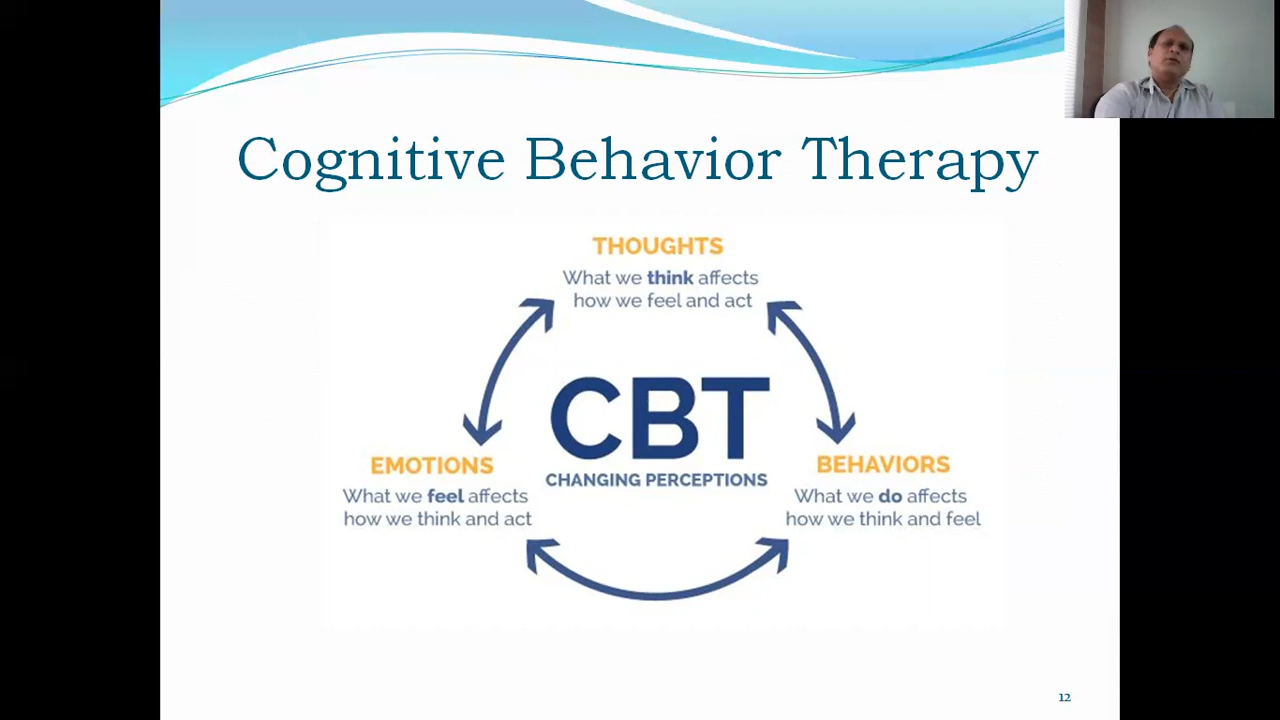 Cognitive Behavior Therapy
THOUGHTS
What we think affects
how we feel and act
CBT
CHANGING PERCEPTIONS
EMOTIONS
What we feel affects
how we think and act
BEHAVIORS
What we do affects
how we think and feel
12